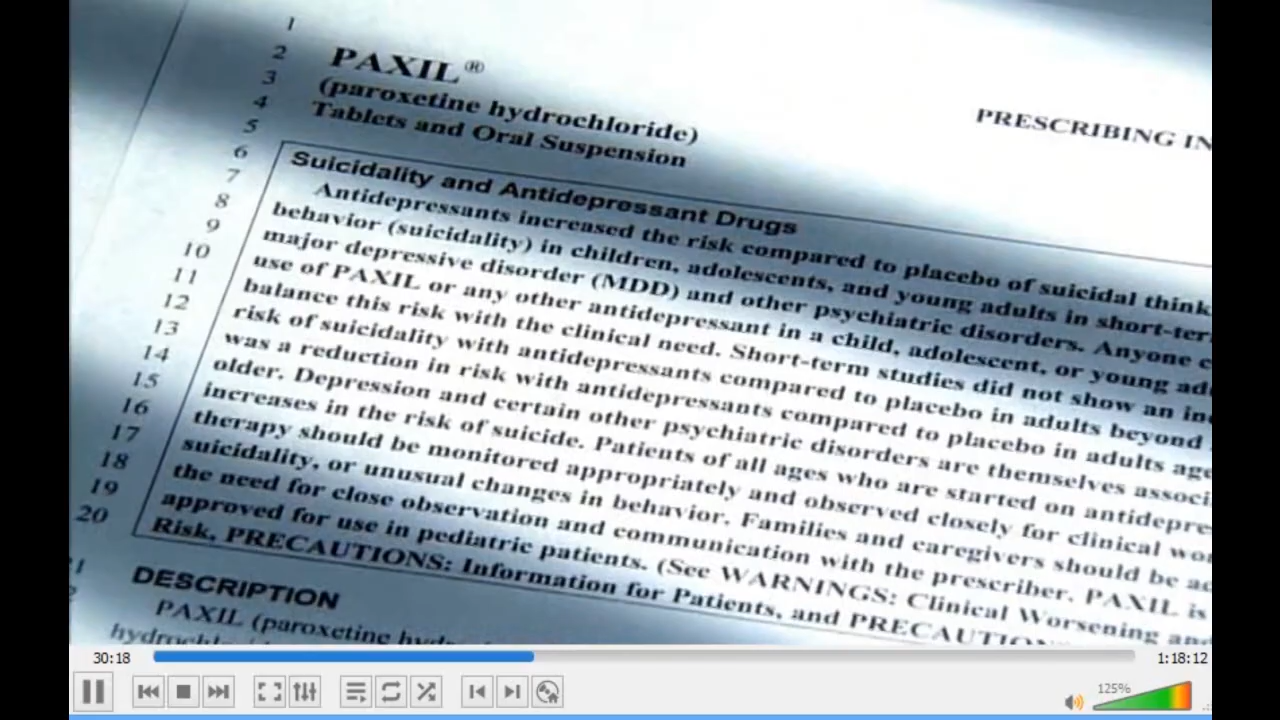 1
2
PAXIL®
3
(paroxetine hydrochloride)
PRESCRIBING IN
4
Tablets and Oral Suspension
5
6
Suicidality and Antidepressant Drugs
7
Antidepressants increased the risk compared to placebo of suicidal think
8
behavior (suicidality) in children, adolescents, and young adults in short-ter
9
major depressive disorder (MDD) and other psychiatric disorders. Anyone c
10
use of PAXIL or any other antidepressant in a child, adolescent, or young ad
11
balance this risk with the clinical need. Short-term studies did not show an in
12
risk of suicidality with antidepressants compared to placebo in adults beyond
13
was a reduction in risk with antidepressants compared to placebo in adults age
14
older. Depression and certain other psychiatric disorders are themselves associ
15
increases in the risk of suicide. Patients of all ages who are started on antidepre
16
therapy should be monitored appropriately and observed closely for clinical wo
17
suicidality, or unusual changes in behavior. Families and caregivers should be a
18
the need for close observation and communication with the prescriber. PAXIL is
19
approved for use in pediatric patients. (See WARNINGS: Clinical Worsening and
20
Risk, PRECAUTIONS: Information for Patients, and PRECAUTION
DESCRIPTION
PAXIL (paroxetine hydro
30:18
1:18:12
125%